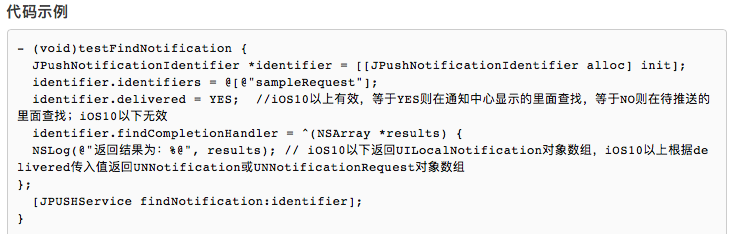 代码示例
- (void)testFindNotification {
  JPushNotificationIdentifier *identifier = [[JPushNotificationIdentifier alloc] init];
  identifier.identifiers = @[@"sampleRequest"];
  identifier.delivered = YES;  //iOS10以上有效，等于YES则在通知中心显示的里面查找，等于NO则在待推送的
里面查找；iOS10以下无效
  identifier.findCompletionHandler = ^(NSArray *results) {
  NSLog(@"返回结果为：%@", results); // iOS10以下返回UILocalNotification对象数组，iOS10以上根据de
livered传入值返回UNNotification或UNNotificationRequest对象数组
};
  [JPUSHService findNotification:identifier];
}